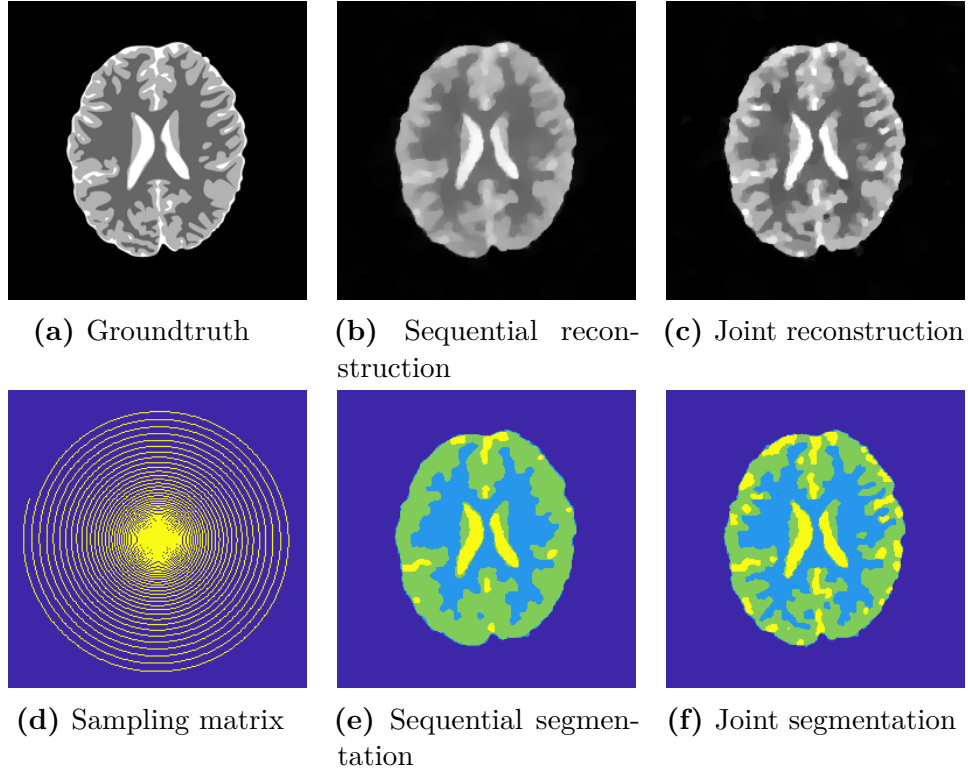 (a) Groundtruth
(b) Sequential recon-
struction
(c) Joint reconstruction
(d) Sampling matrix
(e) Sequential segmen-
tation
(f) Joint segmentation